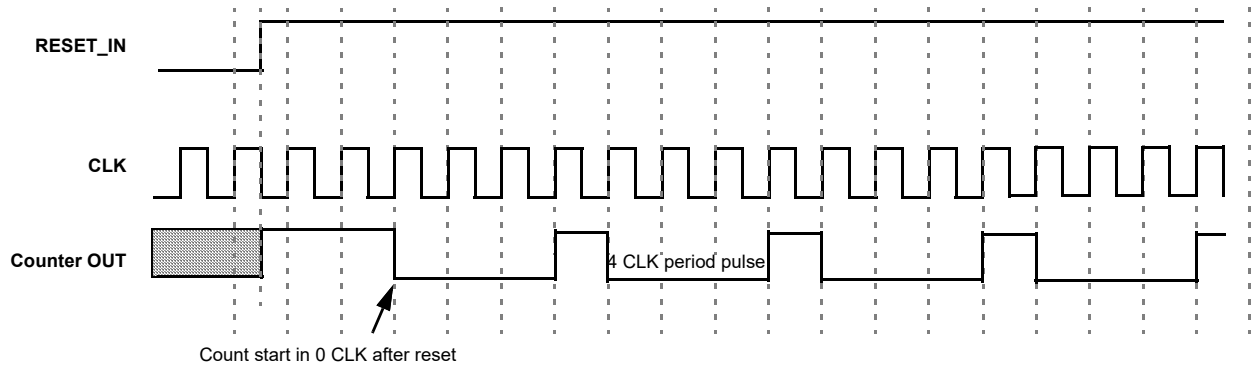 RESET_IN
CLK
Counter OUT
4 CLK period pulse
Count start in 0 CLK after reset